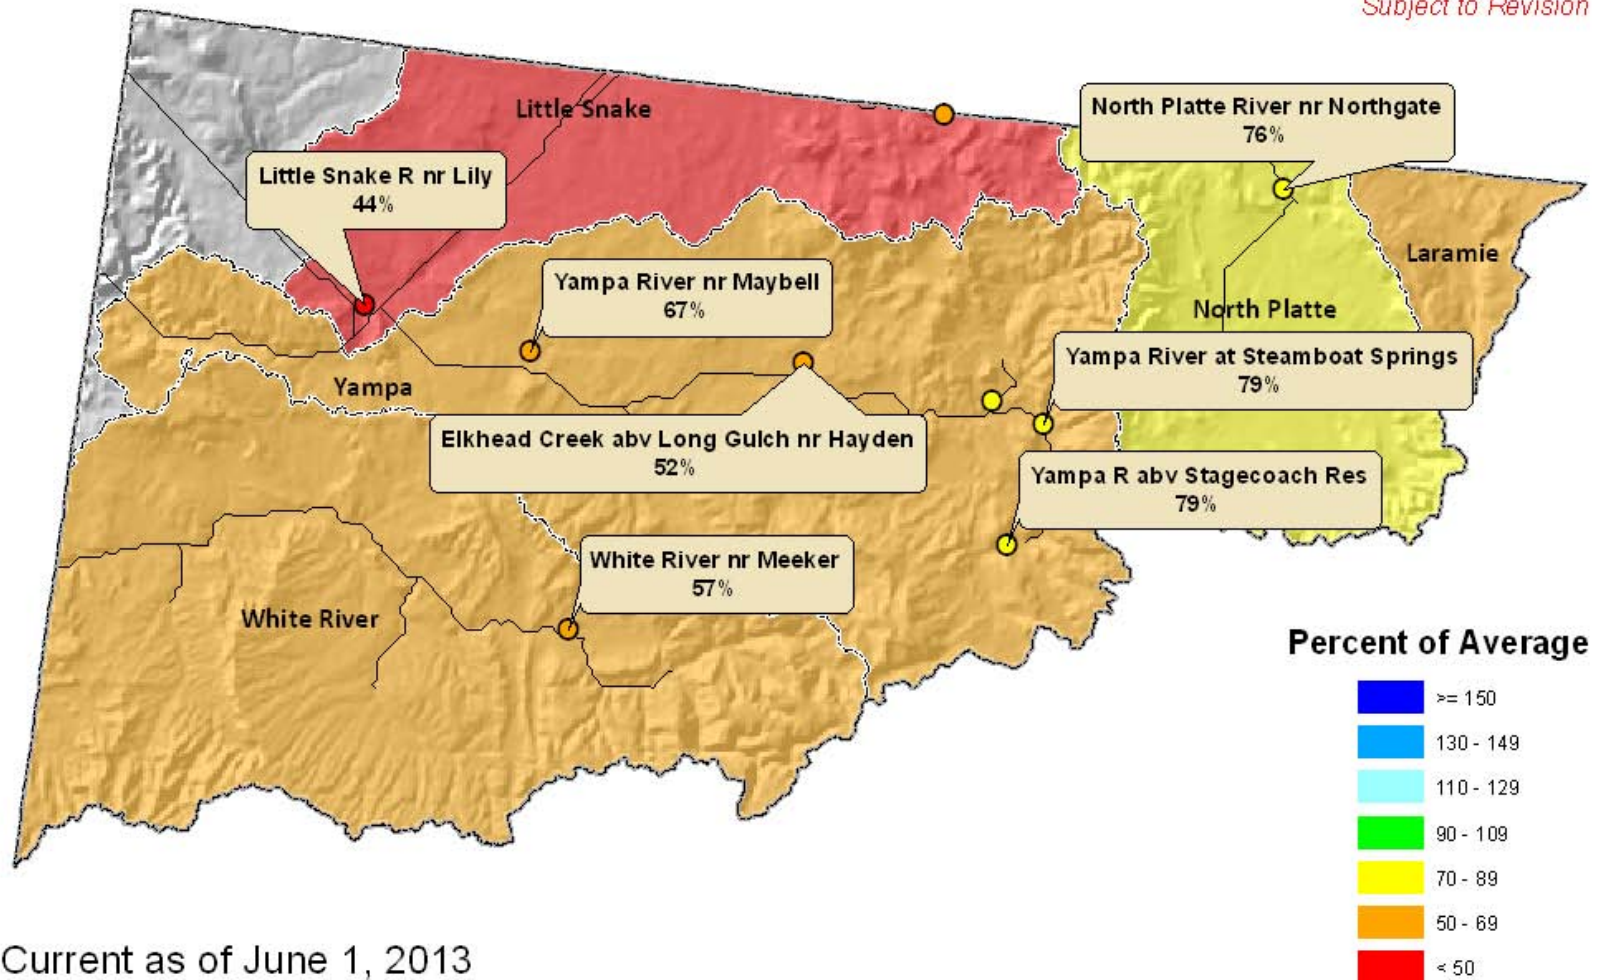 Subject to Revision
Little Snake
North Platte River nr Northgate
76%
Little Snake R nr Lily
44%
Laramie
Yampa River nr Maybell
67%
North Platte
Yampa River at Steamboat Springs
79%
Yampa
Elkhead Creek abv Long Gulch nr Hayden
52%
Yampa R abv Stagecoach Res
79%
White River nr Meeker
57%
White River
Percent of Average
>= 150
130 - 149
110 - 129
90 - 109
70 - 89
50 - 69
< 50
Current as of June 1, 2013